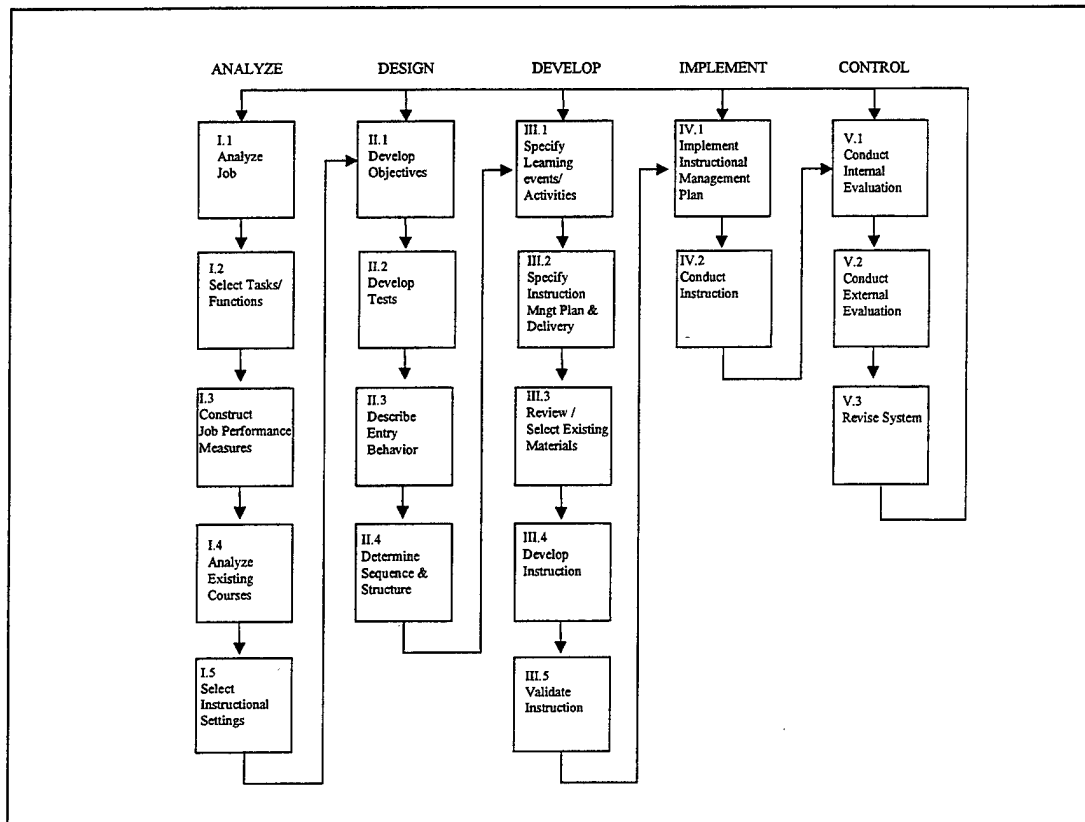 ANALYZE
DESIGN
DEVELOP
IMPLEMENT
CONTROL
I.1
Analyze
Job
I.2
Select Tasks/
Functions
I.3
Construct
Job Performance
Measures
I.4
Analyze
Existing
Courses
I.5
Select
Instructional
Settings
II.1
Develop
Objectives
II.2
Develop
Tests
II.3
Describe
Entry
Behavior
II.4
Determine
Sequence &
Structure
III.1
Specify
Learning
events/
Activities
III.2
Specify
Instruction
Mngt Plan &
Delivery
III.3
Review /
Select Existing
Materials
III.4
Develop
Instruction
III.5
Validate
Instruction
IV.1
Implement
Instructional
Management
Plan
IV.2
Conduct
Instruction
V.1
Conduct
Internal
Evaluation
V.2
Conduct
External
Evaluation
V.3
Revise System